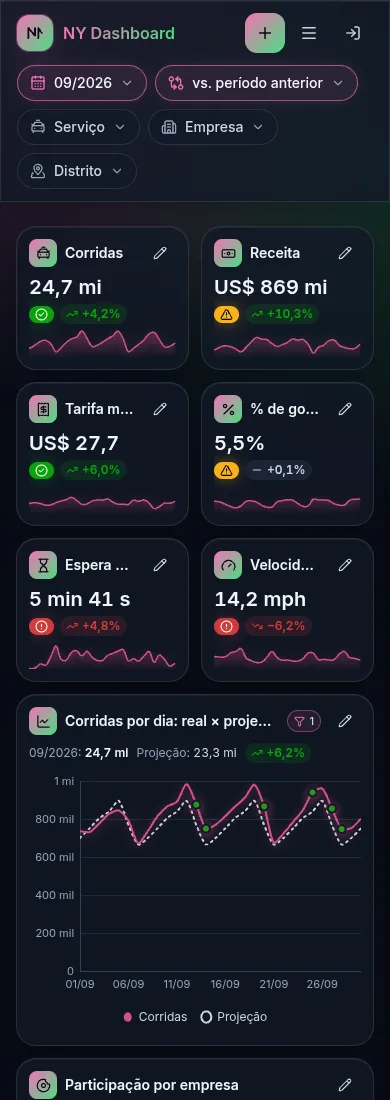 NY Dashboard
09/2026
vs. período anterior
Serviço
Empresa
Distrito
Corridas
24,7 mi
+4,2%
Receita
US$ 869 mi
+10,3%
Tarifa m...
US$ 27,7
+6,0%
% de go...
5,5%
+0,1%
Espera ...
5 min 41 s
+4,8%
Velocid...
14,2 mph
−6,2%
Corridas por dia: real × proje...
1
09/2026: 24,7 mi Projeção: 23,3 mi +6,2%
1 mi
800 mil
600 mil
400 mil
200 mil
0
01/09 06/09 11/09 16/09 21/09 26/09
Corridas Projeção
Participação por empresa